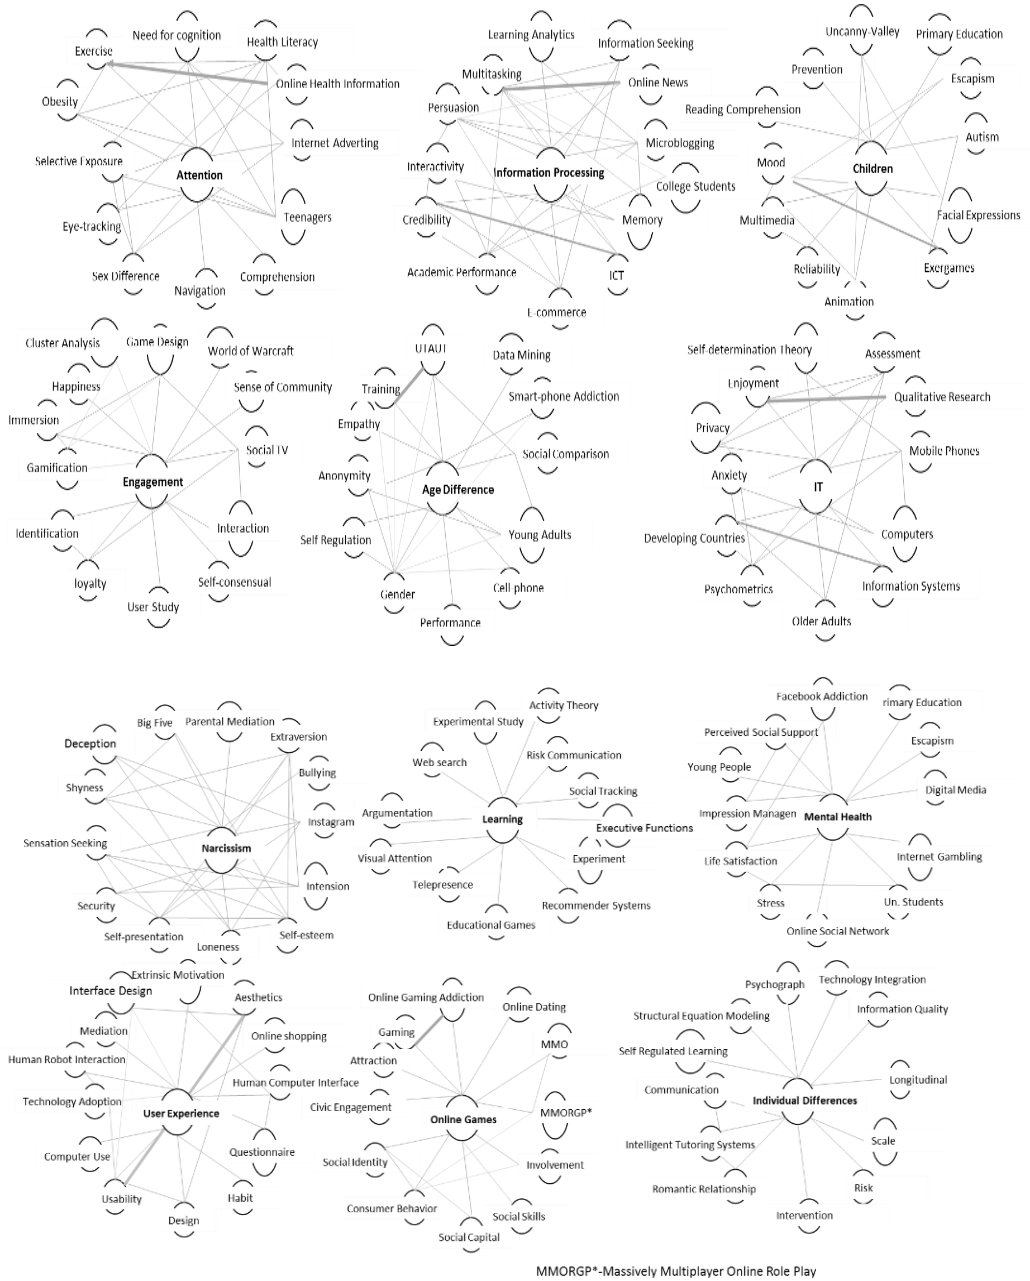 Need for cognition
Exercise
Health Literacy
Online Health Information
Obesity
Internet Adverting
Selective Exposure
Attention
Teenagers
Eye-tracking
Sex Difference
Navigation
Comprehension
Learning Analytics
Information Seeking
Multitasking
Online News
Persuasion
Microblogging
Interactivity
Information Processing
College Students
Credibility
Memory
Academic Performance
ICT
E-commerce
Uncanny-Valley
Primary Education
Prevention
Escapism
Reading Comprehension
Autism
Mood
Children
Multimedia
Facial Expressions
Reliability
Exergames
Animation
Cluster Analysis
Game Design
World of Warcraft
Happiness
Sense of Community
Immersion
Social TV
Gamification
Engagement
Identification
Interaction
loyalty
Self-consensual
User Study
UTAUT
Data Mining
Training
Smart-phone Addiction
Empathy
Social Comparison
Anonymity
Age Difference
Self Regulation
Young Adults
Gender
Cell phone
Performance
Self-determination Theory
Assessment
Enjoyment
Qualitative Research
Privacy
Mobile Phones
Anxiety
IT
Developing Countries
Computers
Psychometrics
Information Systems
Older Adults
Big Five
Parental Mediation
Deception
Extraversion
Shyness
Bullying
Instagram
Sensation Seeking
Narcissism
Intension
Security
Self-presentation
Loneness
Self-esteem
Activity Theory
Experimental Study
Web search
Risk Communication
Social Tracking
Argumentation
Learning
Executive Functions
Visual Attention
Experiment
Telepresence
Recommender Systems
Educational Games
Facebook Addiction
rimary Education
Perceived Social Support
Escapism
Young People
Digital Media
Impression Managen
Mental Health
Life Satisfaction
Internet Gambling
Stress
Un. Students
Online Social Network
Extrinsic Motivation
Interface Design
Aesthetics
Mediation
Online shopping
Human Robot Interaction
Human Computer Interface
Technology Adoption
User Experience
Computer Use
Questionnaire
Usability
Habit
Design
Online Gaming Addiction
Online Dating
Gaming
MMO
Attraction
Civic Engagement
Online Games
MMORGP*
Social Identity
Involvement
Consumer Behavior
Social Skills
Social Capital
Psychograph
Technology Integration
Structural Equation Modeling
Information Quality
Self Regulated Learning
Communication
Longitudinal
Individual Differences
Intelligent Tutoring Systems
Scale
Romantic Relationship
Risk
Intervention
MMORGP*-Massively Multiplayer Online Role Play